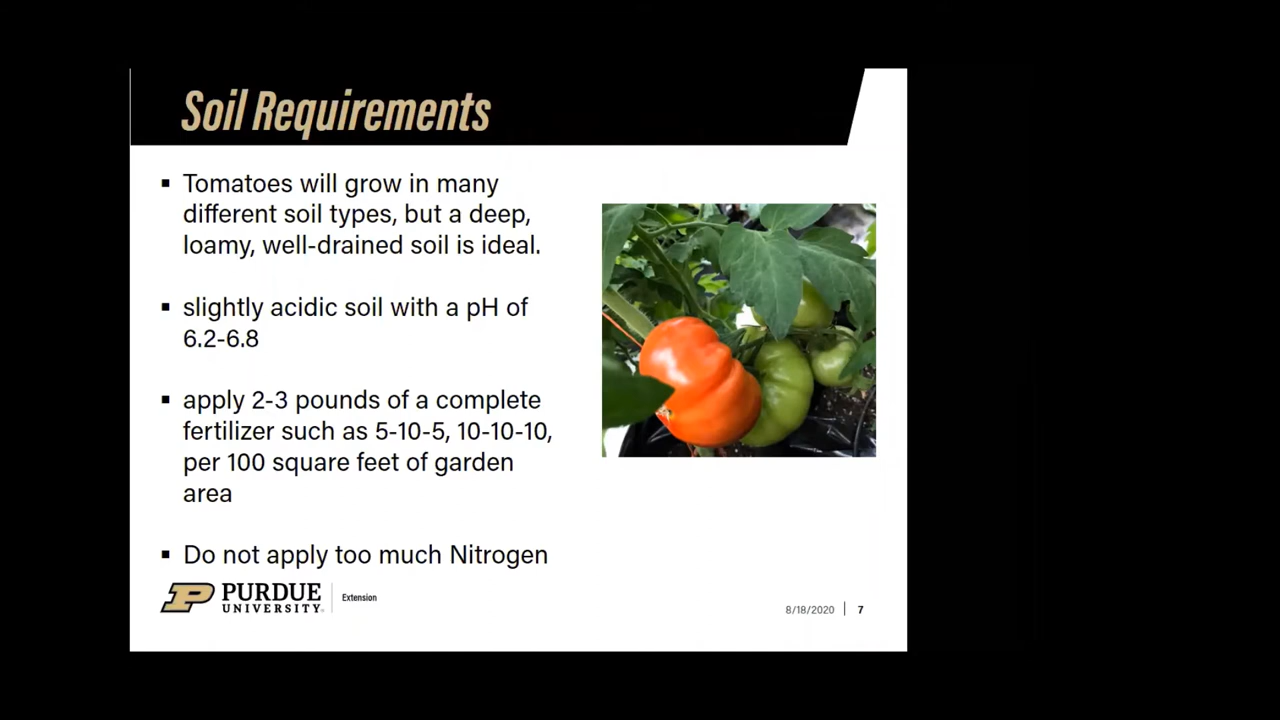 Soil Requirements
▪ Tomatoes will grow in many
different soil types, but a deep,
loamy, well-drained soil is ideal.
▪ slightly acidic soil with a pH of
6.2-6.8
▪ apply 2-3 pounds of a complete
fertilizer such as 5-10-5, 10-10-10,
per 100 square feet of garden
area
▪ Do not apply too much Nitrogen
P PURDUE
UNIVERSITY®
Extension
8/18/2020 | 7